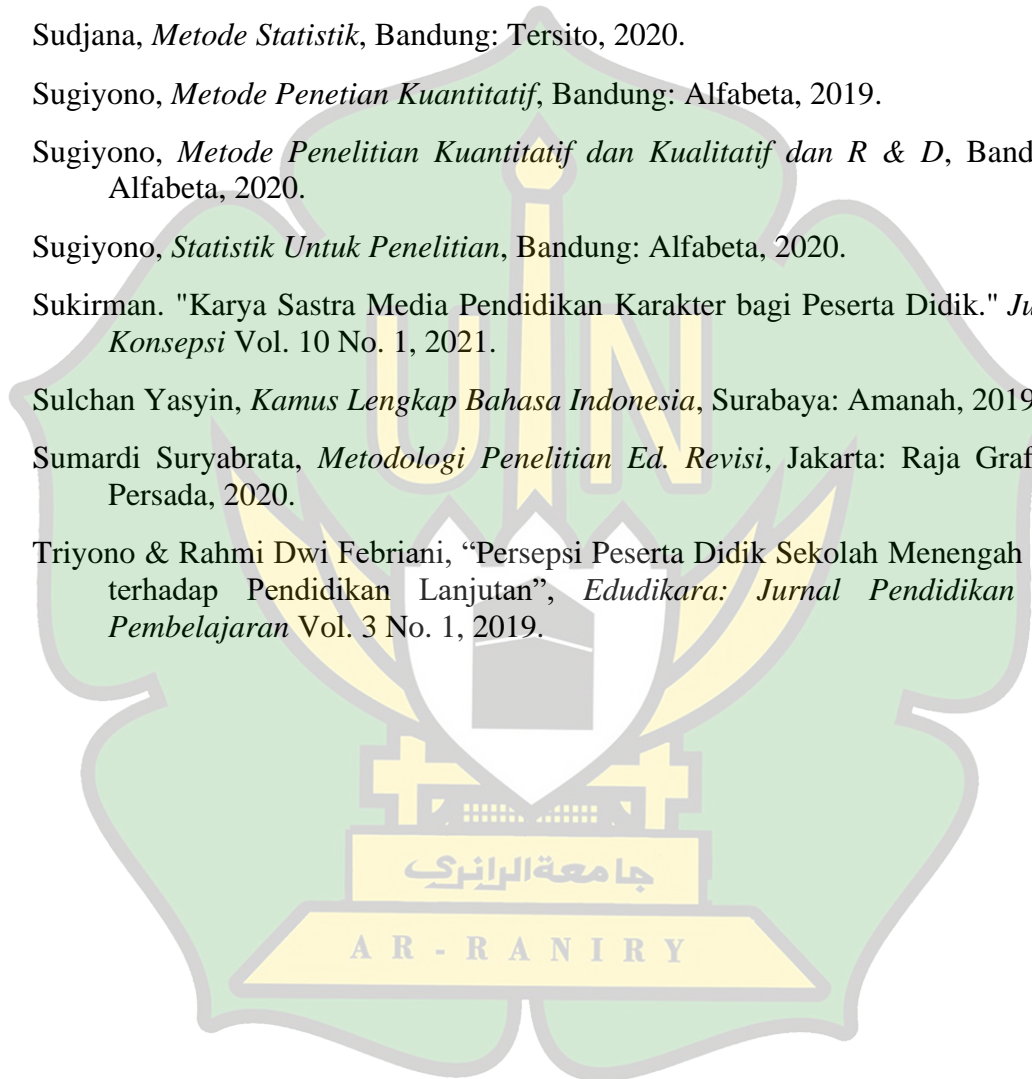 Sudjana, Metode Statistik, Bandung: Tersito, 2020.
Sugiyono, Metode Penetian Kuantitatif, Bandung: Alfabeta, 2019.
Sugiyono, Metode Penelitian Kuantitatif dan Kualitatif dan R & D, Band
Alfabeta, 2020.
Sugiyono, Statistik Untuk Penelitian, Bandung: Alfabeta, 2020.
Sukirman. "Karya Sastra Media Pendidikan Karakter bagi Peserta Didik." Ju
Konsepsi Vol. 10 No. 1, 2021.
Sulchan Yasyin, Kamus Lengkap Bahasa Indonesia, Surabaya: Amanah, 2019
Sumardi Suryabrata, Metodologi Penelitian Ed. Revisi, Jakarta: Raja Graf
Persada, 2020.
Triyono & Rahmi Dwi Febriani, “Persepsi Peserta Didik Sekolah Menengah
terhadap Pendidikan Lanjutan”, Edudikara: Jurnal Pendidikan
Pembelajaran Vol. 3 No. 1, 2019.
UIN
جامعة الرانري
AR-RANIRY